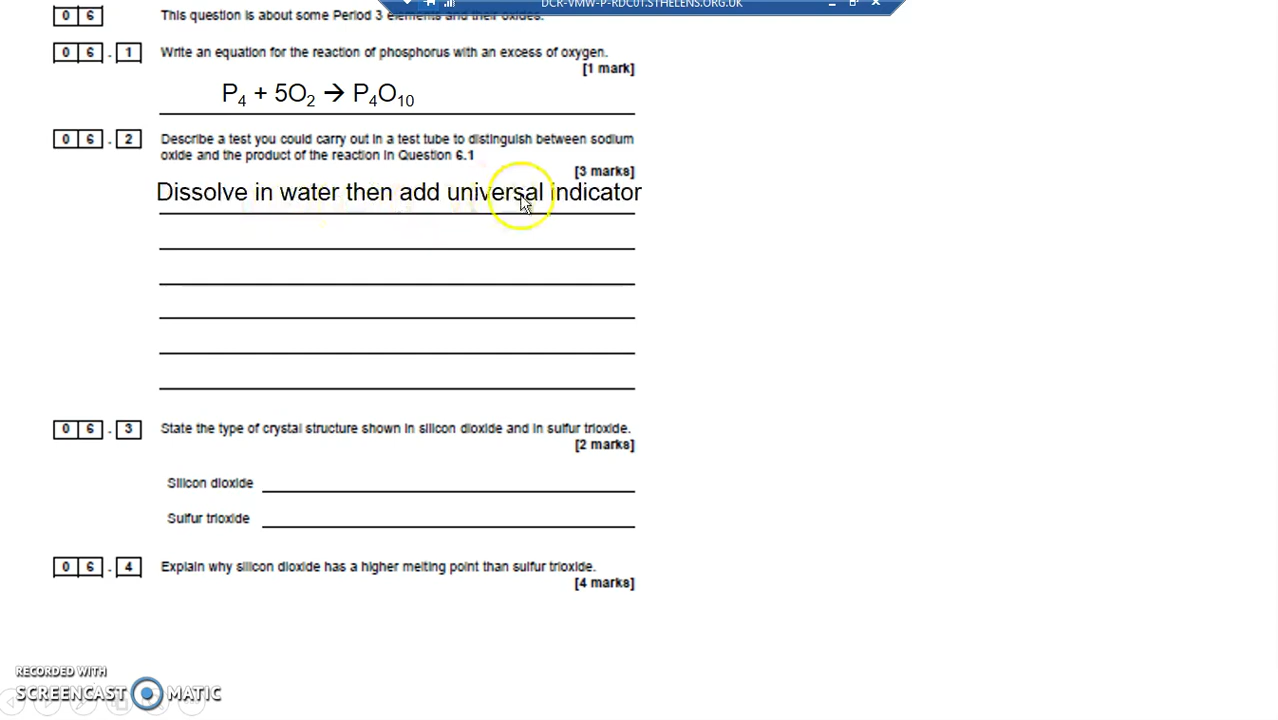 DCR-VMW-P-RDC01.STHELENS.ORG.UK
0 6 This question is about some Period 3 elements and their oxides.
0 6 . 1 Write an equation for the reaction of phosphorus with an excess of oxygen.
[1 mark]
P₄ + 5O₂ → P₄O₁₀
0 6 . 2 Describe a test you could carry out in a test tube to distinguish between sodium
oxide and the product of the reaction in Question 6.1
[3 marks]
Dissolve in water then add universal indicator
0 6 . 3 State the type of crystal structure shown in silicon dioxide and in sulfur trioxide.
[2 marks]
Silicon dioxide
Sulfur trioxide
0 6 . 4 Explain why silicon dioxide has a higher melting point than sulfur trioxide.
[4 marks]
RECORDED WITH
SCREENCAST MATIC